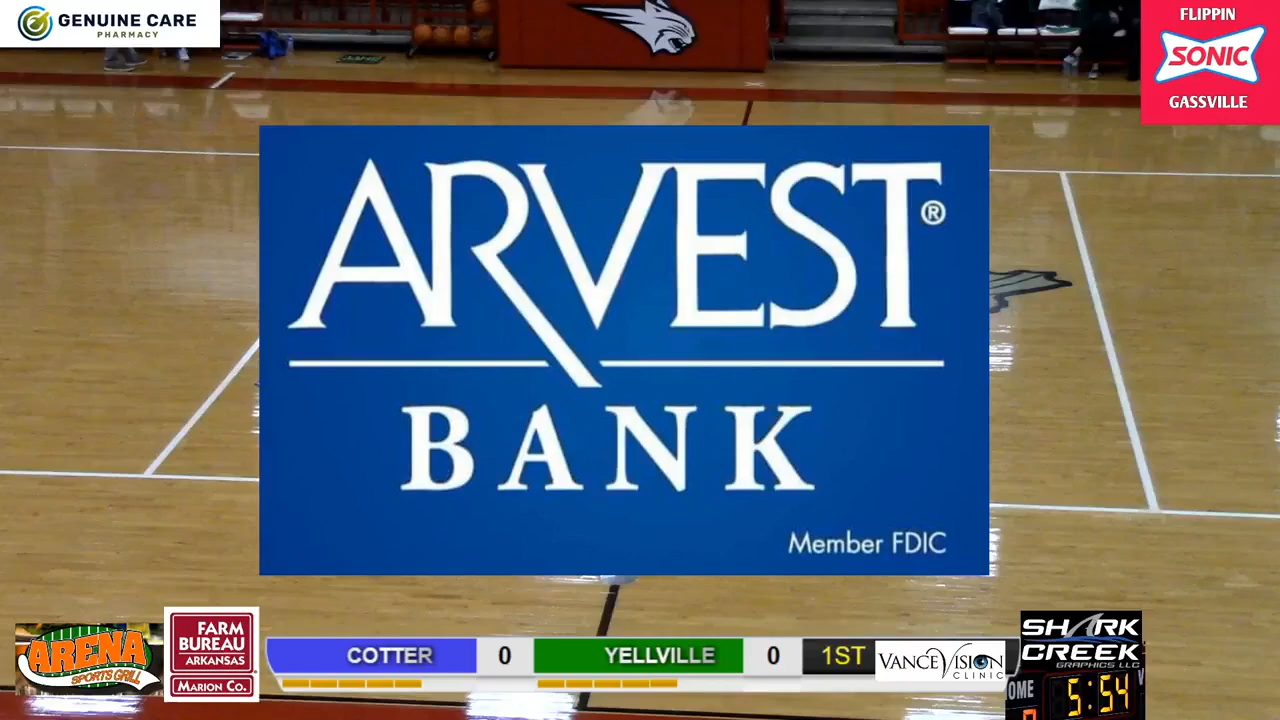 GENUINE CARE
PHARMACY
FLIPPIN
SONIC
GASSVILLE
ARVEST®
BANK
Member FDIC
ARENA
SPORTS GRILL
FARM
BUREAU
ARKANSAS
MARION CO.
COTTER 0 YELLVILLE 0 1ST
VANCE VISION
CLINIC
SHARK
CREEK
GRAPHICS LLC
OME 5:54 V
0